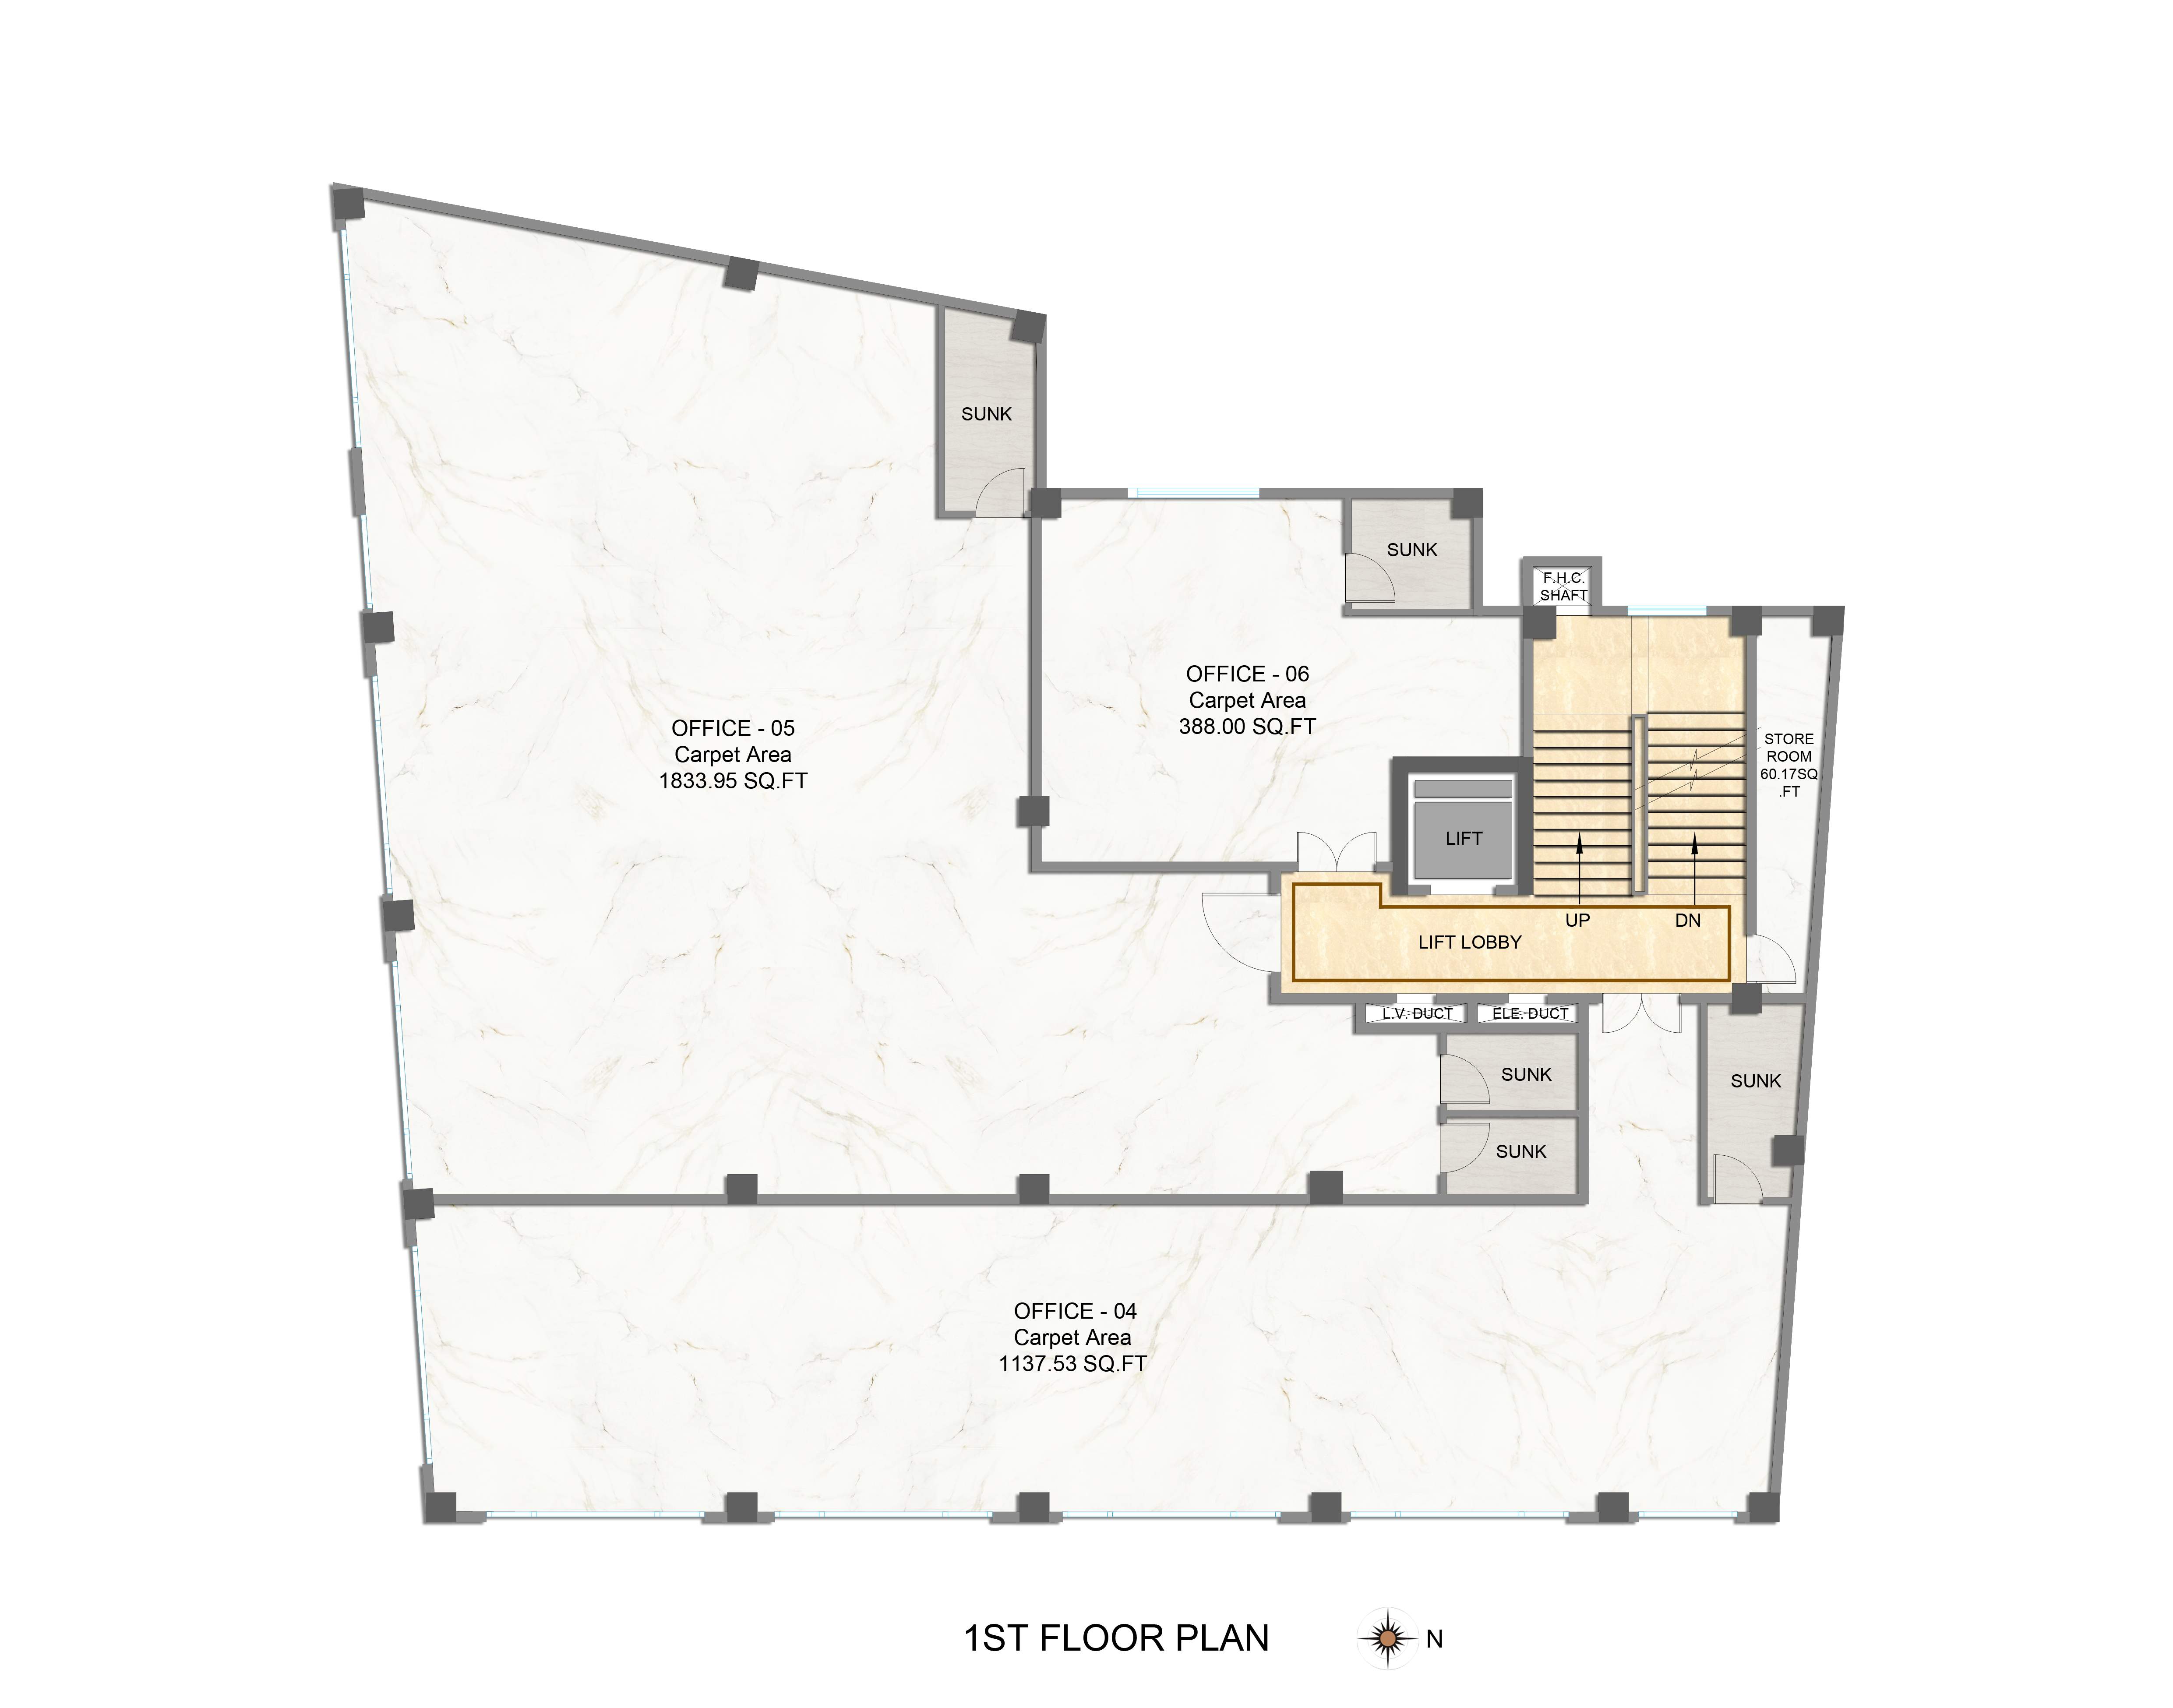 SUNK
SUNK
F.H.C.
SHAFT
OFFICE - 06
Carpet Area
388.00 SQ.FT
OFFICE - 05
Carpet Area
1833.95 SQ.FT
STORE
ROOM
60.17SQ
.FT
LIFT
UP
DN
LIFT LOBBY
L.V. DUCT
ELE. DUCT
SUNK
SUNK
SUNK
OFFICE - 04
Carpet Area
1137.53 SQ.FT
1ST FLOOR PLAN
N